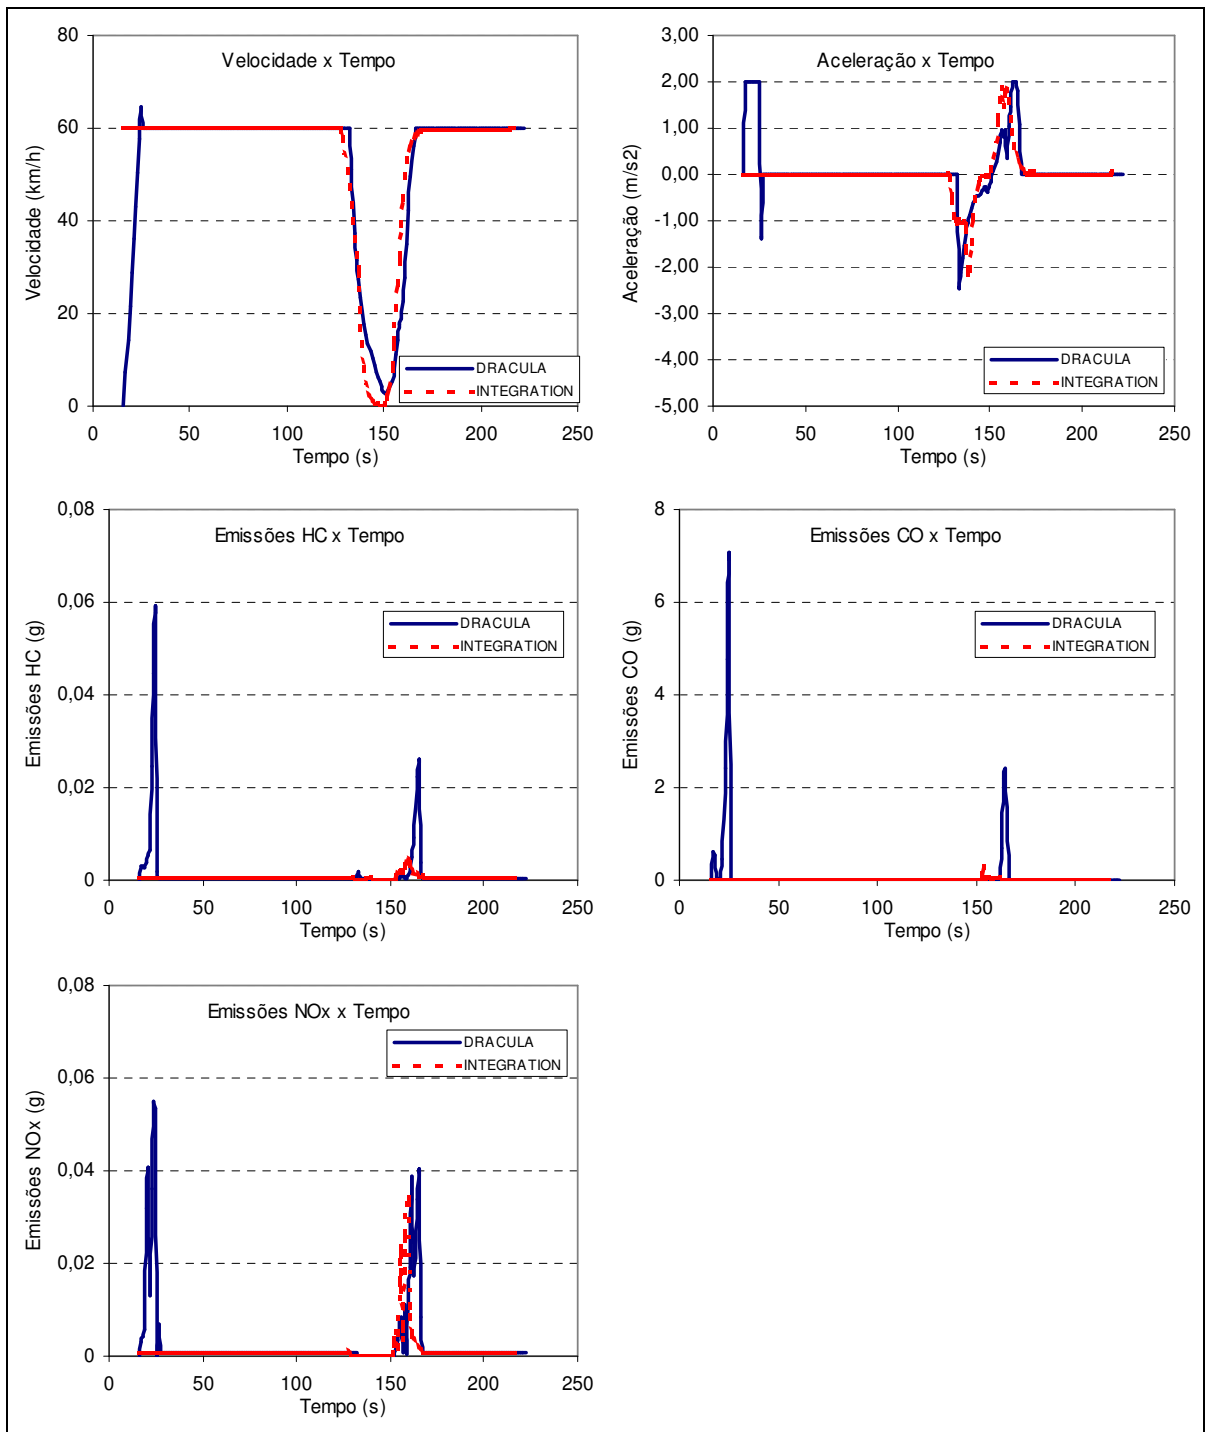 Velocidade x Tempo
Velocidade (km/h)
80
60
40
20
0
0 50 100 150 200 250
Tempo (s)
DRACULA
INTEGRATION
Aceleração x Tempo
Aceleração (m/s2)
3,00
2,00
1,00
0,00
-1,00
-2,00
-3,00
-4,00
-5,00
0 50 100 150 200 250
Tempo (s)
DRACULA
INTEGRATION
Emissões HC x Tempo
Emissões HC (g)
0,08
0,06
0,04
0,02
0
0 50 100 150 200 250
Tempo (s)
DRACULA
INTEGRATION
Emissões CO x Tempo
Emissões CO (g)
8
6
4
2
0
0 50 100 150 200 250
Tempo (s)
DRACULA
INTEGRATION
Emissões NOx x Tempo
Emissões NOx (g)
0,08
0,06
0,04
0,02
0
0 50 100 150 200 250
Tempo (s)
DRACULA
INTEGRATION